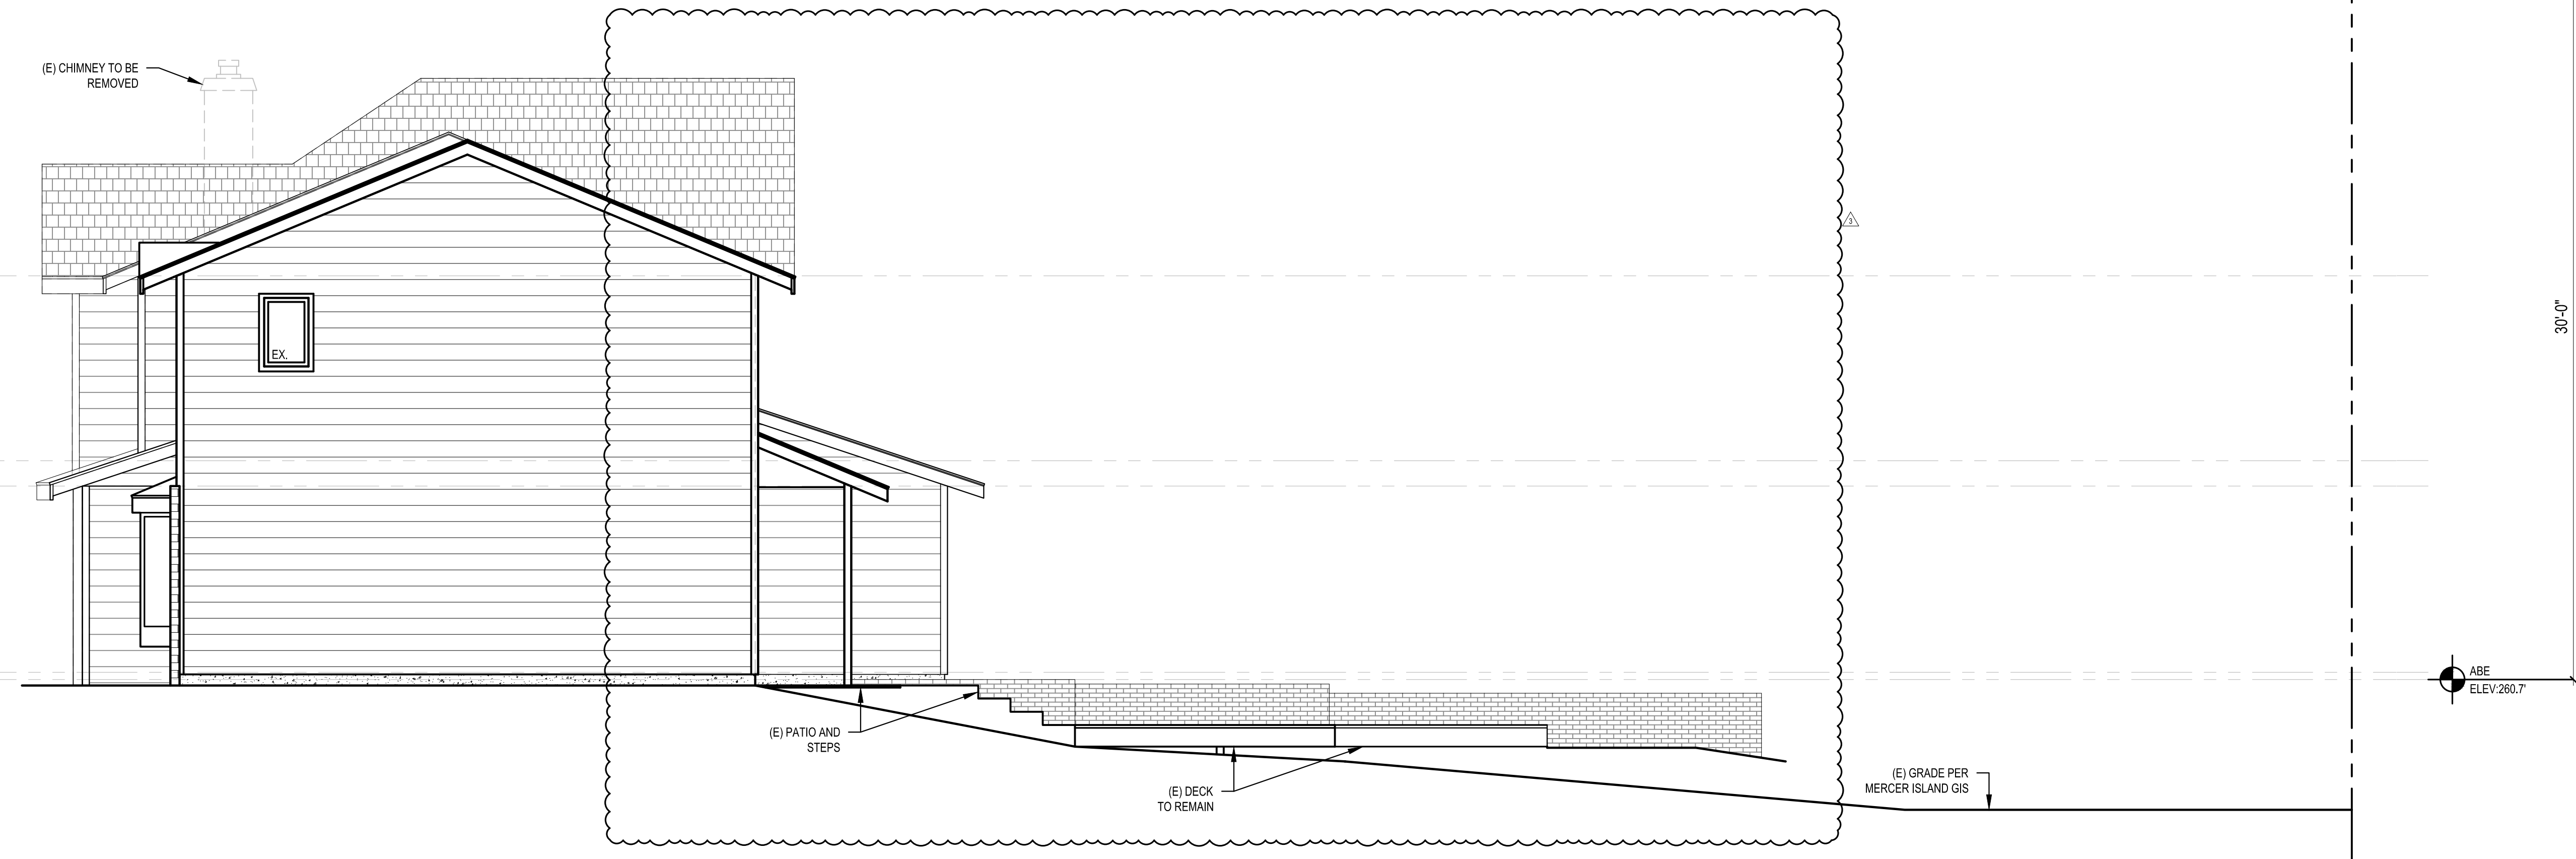 (E) CHIMNEY TO BE
REMOVED
3
30'-0"
EX.
ABE
ELEV:260.7'
(E) PATIO AND
STEPS
(E) DECK
TO REMAIN
(E) GRADE PER
MERCER ISLAND GIS